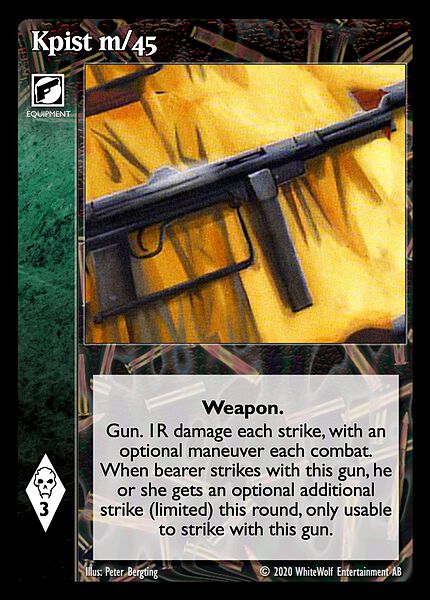 Kpist m/45
EQUIPMENT
Weapon.
Gun. 1R damage each strike, with an
optional maneuver each combat.
When bearer strikes with this gun, he
or she gets an optional additional
strike (limited) this round, only usable
to strike with this gun.
3
Illus: Peter Bergting
© 2020 WhiteWolf Entertainment AB